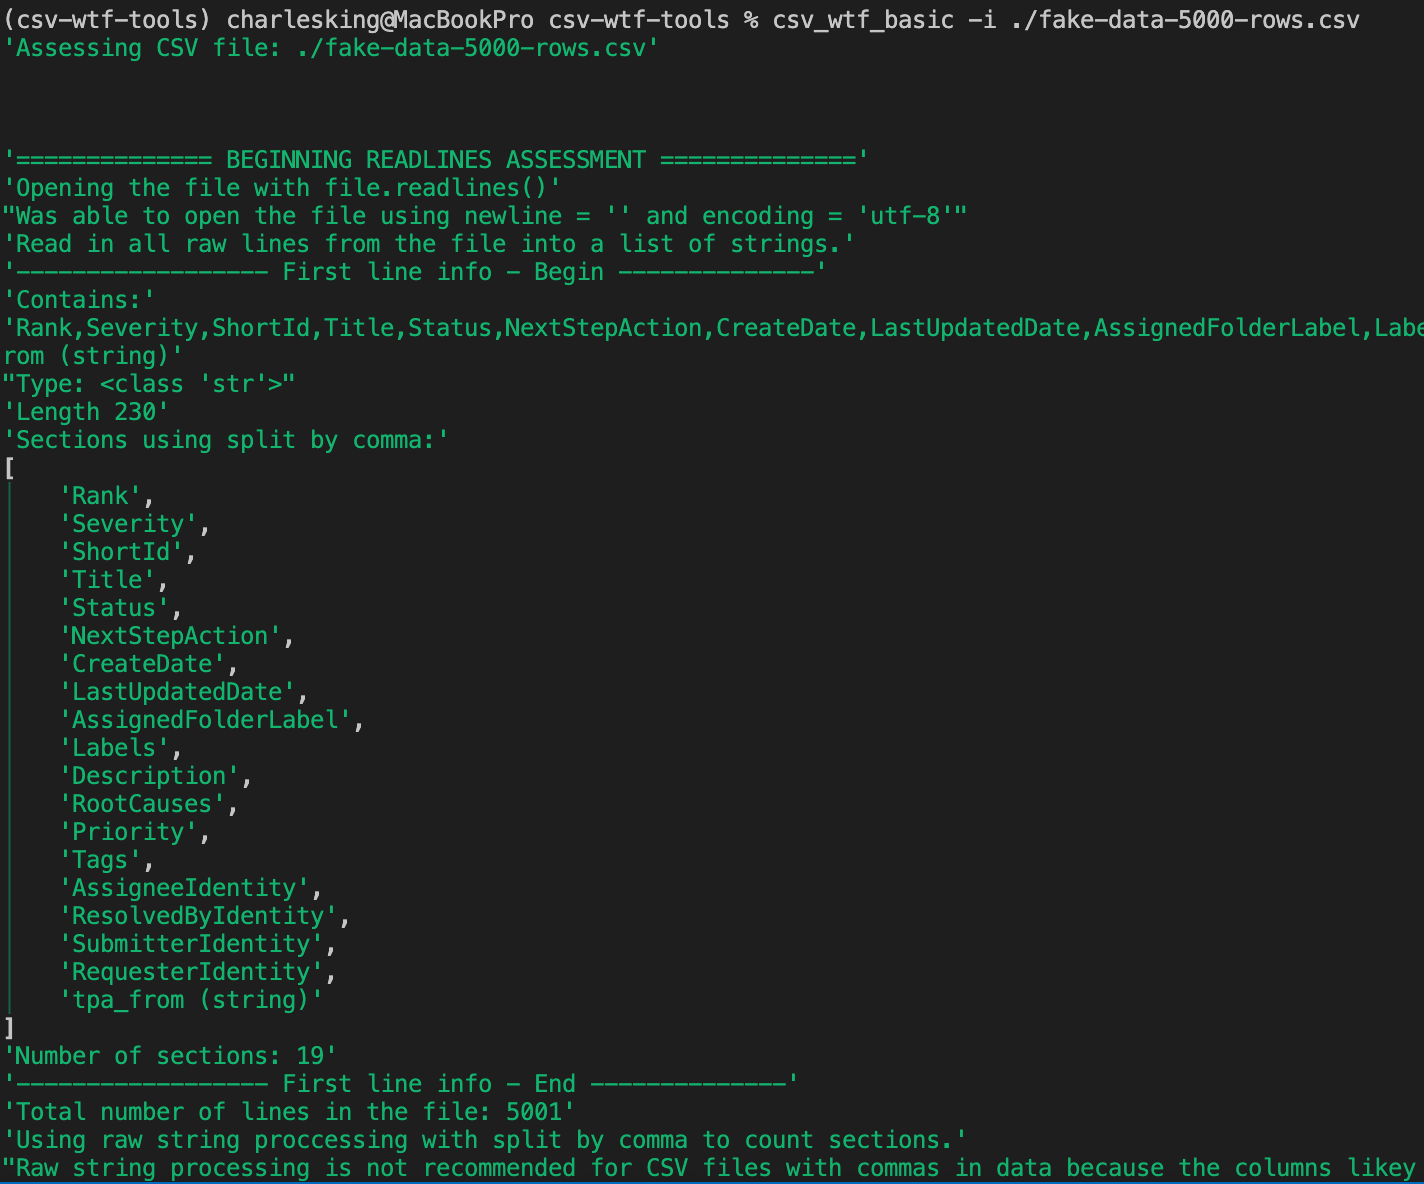 (csv-wtf-tools) charlesking@MacBookPro csv-wtf-tools % csv_wtf_basic -i ./fake-data-5000-rows.csv
'Assessing CSV file: ./fake-data-5000-rows.csv'
'============== BEGINNING READLINES ASSESSMENT =============='
'Opening the file with file.readlines()'
"Was able to open the file using newline = '' and encoding = 'utf-8'"
'Read in all raw lines from the file into a list of strings.'
'------------------ First line info - Begin --------------'
'Contains:'
'Rank,Severity,ShortId,Title,Status,NextStepAction,CreateDate,LastUpdatedDate,AssignedFolderLabel,Labe
rom (string)'
"Type: <class 'str'>"
'Length 230'
'Sections using split by comma:'
[
'Rank',
'Severity',
'ShortId',
'Title',
'Status',
'NextStepAction',
'CreateDate',
'LastUpdatedDate',
'AssignedFolderLabel',
'Labels',
'Description',
'RootCauses',
'Priority',
'Tags',
'AssigneeIdentity',
'ResolvedByIdentity',
'SubmitterIdentity',
'RequesterIdentity',
'tpa_from (string)'
]
'Number of sections: 19'
'------------------ First line info - End --------------'
'Total number of lines in the file: 5001'
'Using raw string proccessing with split by comma to count sections.'
"Raw string processing is not recommended for CSV files with commas in data because the columns likey